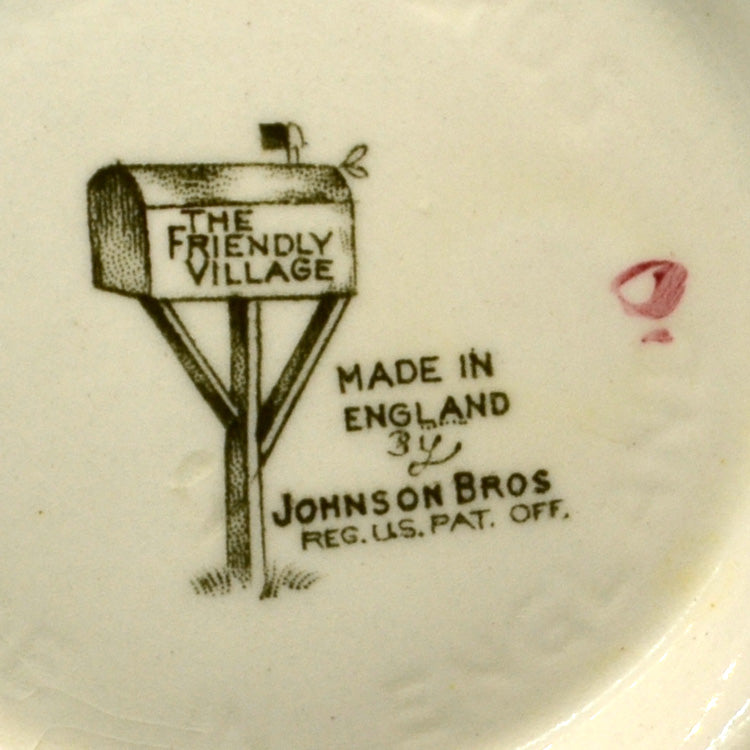 THE
FRIENDLY
VILLAGE
MADE IN
ENGLAND
BY
JOHNSON BROS
REG. U.S. PAT. OFF.